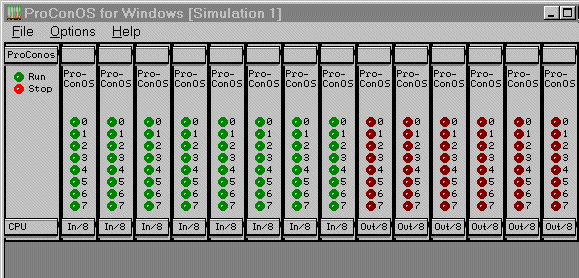 ProConOS for Windows [Simulation 1]
File Options Help
ProConos
Run
Stop
Pro- Pro- Pro- Pro- Pro- Pro- Pro- Pro- Pro- Pro- Pro- Pro- Pro- Pro-
ConOS ConOS ConOS ConOS ConOS ConOS ConOS ConOS ConOS ConOS ConOS ConOS ConOS ConOS
0 0 0 0 0 0 0 0 0 0 0 0 0 0
1 1 1 1 1 1 1 1 1 1 1 1 1 1
2 2 2 2 2 2 2 2 2 2 2 2 2 2
3 3 3 3 3 3 3 3 3 3 3 3 3 3
4 4 4 4 4 4 4 4 4 4 4 4 4 4
5 5 5 5 5 5 5 5 5 5 5 5 5 5
6 6 6 6 6 6 6 6 6 6 6 6 6 6
7 7 7 7 7 7 7 7 7 7 7 7 7 7
CPU In/8 In/8 In/8 In/8 In/8 In/8 In/8 In/8 Out/8 Out/8 Out/8 Out/8 Out/8 Out/8